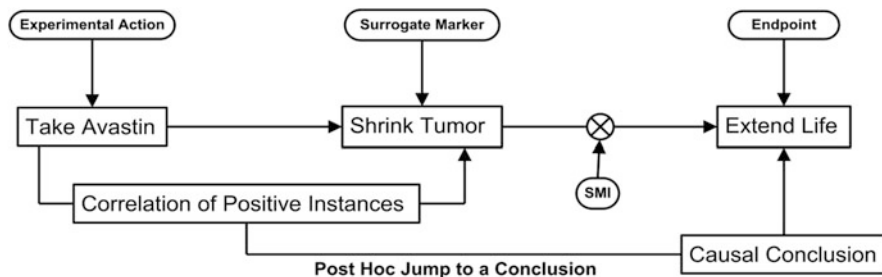 Experimental Action
Surrogate Marker
Endpoint
Take Avastin
Shrink Tumor
Extend Life
SMI
Correlation of Positive Instances
Causal Conclusion
Post Hoc Jump to a Conclusion